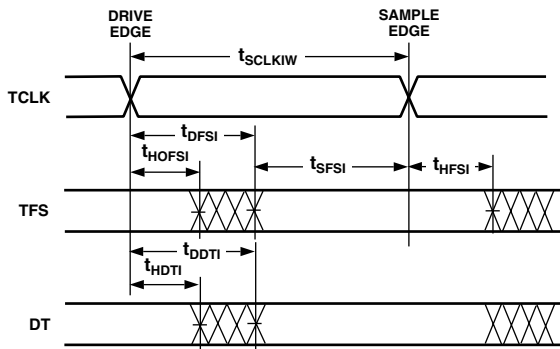 DRIVE
EDGE
SAMPLE
EDGE
tSCLKIW
TCLK
tDFSI
tHOFSI
tSFSI
tHFSI
TFS
tDDTI
tHDTI
DT